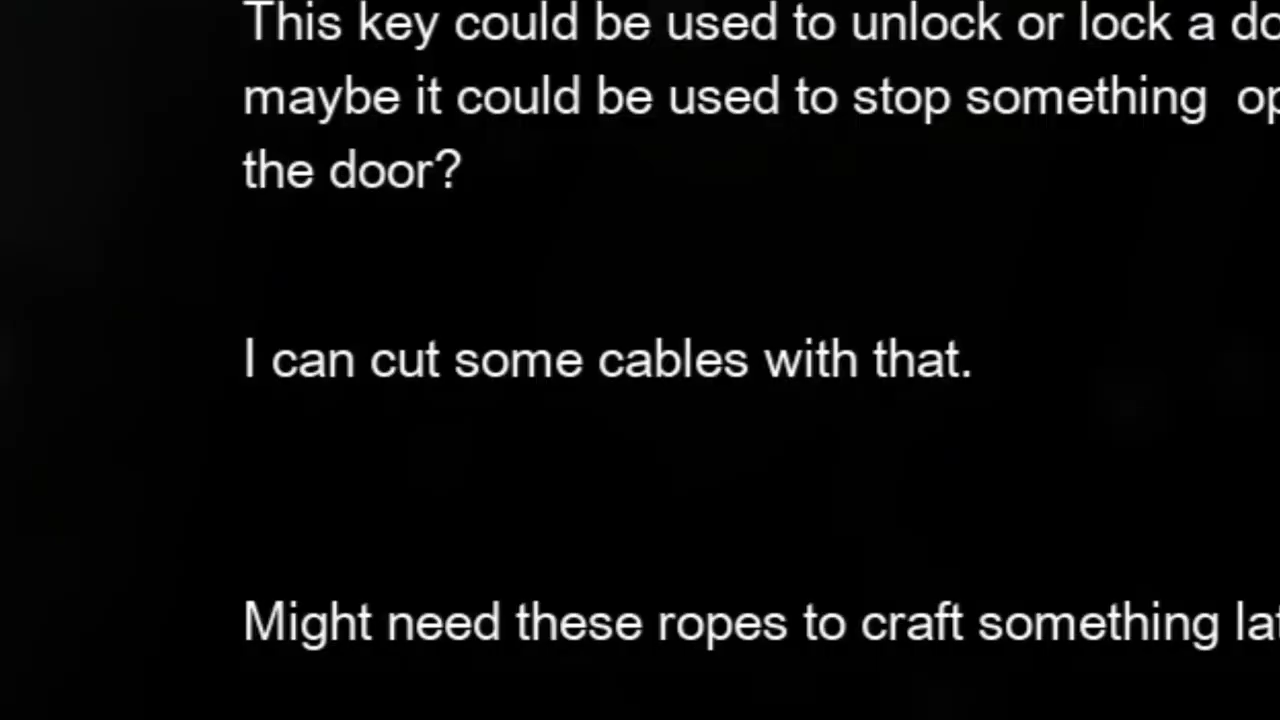 This key could be used to unlock or lock a
maybe it could be used to stop something
the door?
I can cut some cables with that.
Might need these ropes to craft something